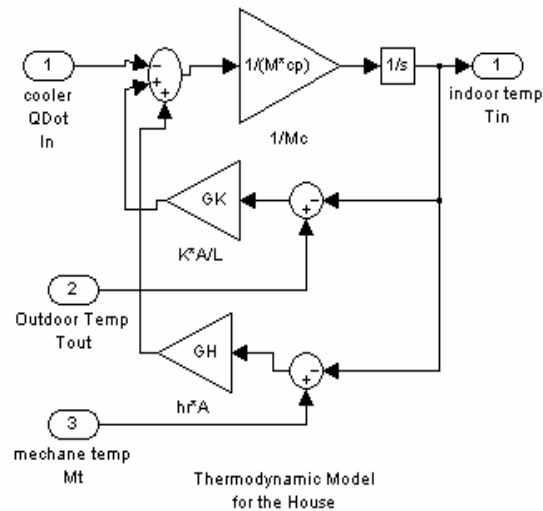 1
cooler
QDot
In
−
+
+
1/(M*cp)
1/Mc
1/s
1
indoor temp
Tin
GK
K*A/L
+
−
2
Outdoor Temp
Tout
GH
hr*A
+
−
3
mechane temp
Mt
Thermodynamic Model
for the House